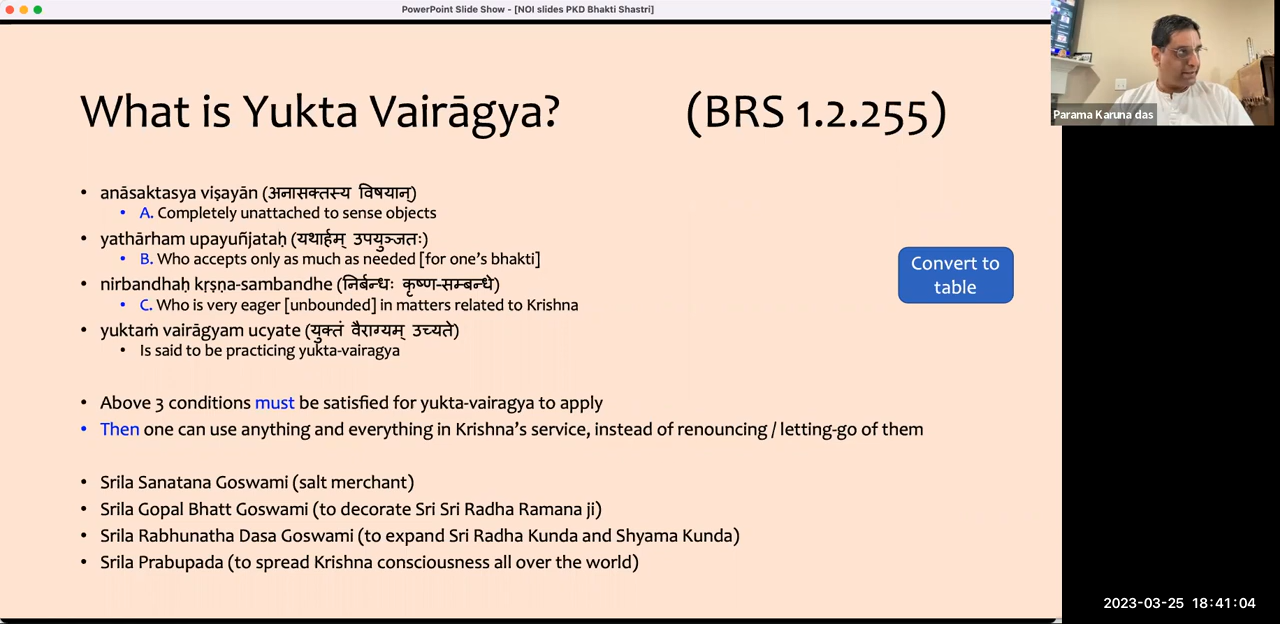 PowerPoint Slide Show - [NOI slides PKD Bhakti Shastri]
What is Yukta Vairāgya? (BRS 1.2.255)
• anāsaktasya viṣayān (अनासक्तस्य विषयान्)
• A. Completely unattached to sense objects
• yathārham upayuñjataḥ (यथार्हम् उपयुञ्जतः)
• B. Who accepts only as much as needed [for one's bhakti]
• nirbandhaḥ kṛṣṇa-sambandhe (निर्बन्धः कृष्ण-सम्बन्धे)
• C. Who is very eager [unbounded] in matters related to Krishna
• yuktaṁ vairāgyam ucyate (युक्तं वैराग्यम् उच्यते)
• Is said to be practicing yukta-vairagya
• Above 3 conditions must be satisfied for yukta-vairagya to apply
• Then one can use anything and everything in Krishna's service, instead of renouncing / letting-go of them
• Srila Sanatana Goswami (salt merchant)
• Srila Gopal Bhatt Goswami (to decorate Sri Sri Radha Ramana ji)
• Srila Rabhunatha Dasa Goswami (to expand Sri Radha Kunda and Shyama Kunda)
• Srila Prabupada (to spread Krishna consciousness all over the world)
Convert to
table
Parama Karuna das
2023-03-25 18:41:04